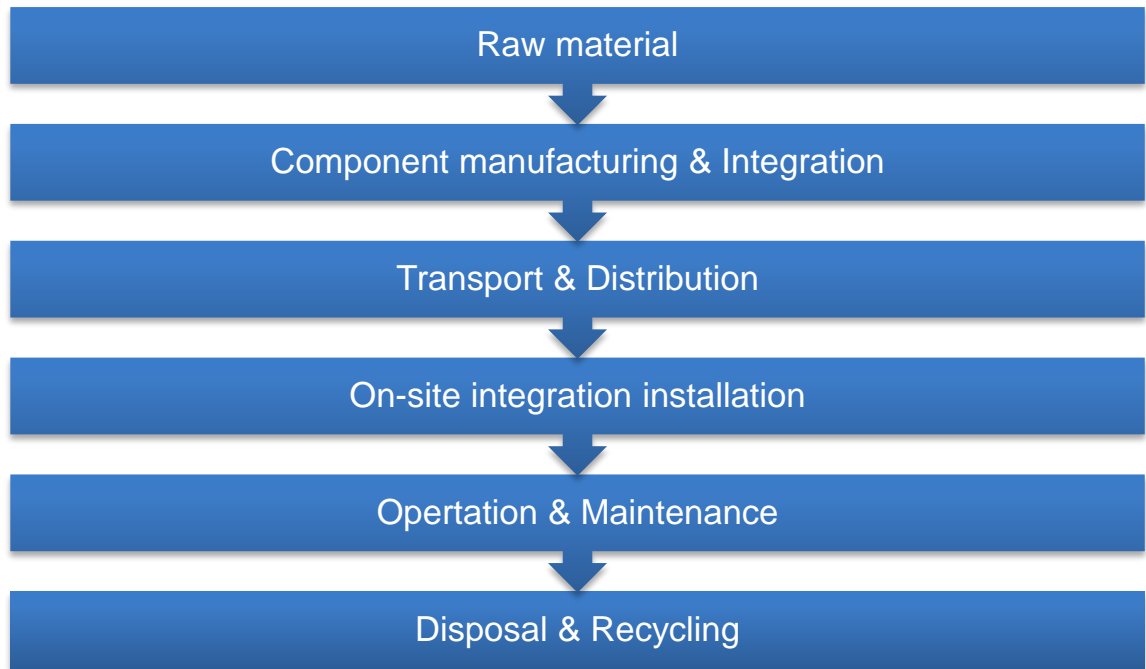 Raw material
Component manufacturing & Integration
Transport & Distribution
On-site integration installation
Opertation & Maintenance
Disposal & Recycling